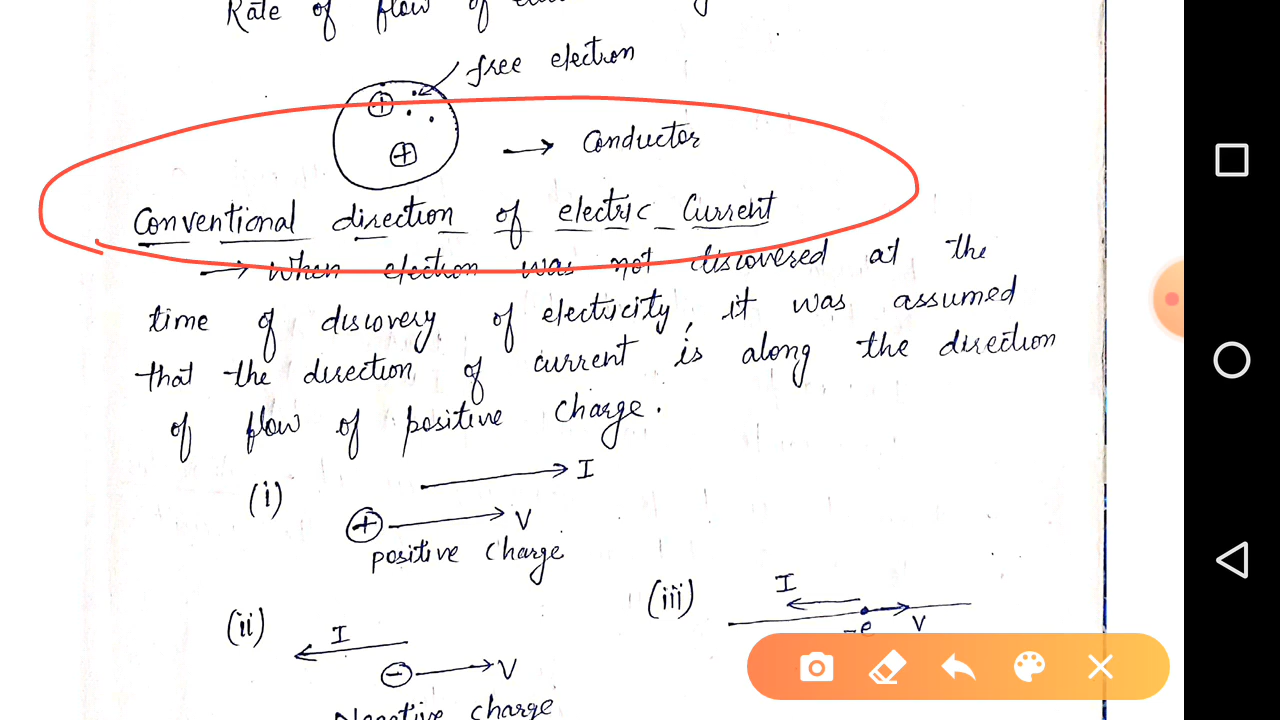 Rate of flow of
free electron
+
+
→ Conductor
Conventional direction of electric Current
→ When electron was not discovered at the
time of discovery of electricity, it was assumed
that the direction of current is along the direction
of flow of positive charge.
(i) I
+ V
positive charge
(ii) I
- V
Negative charge
(iii) I
-e V